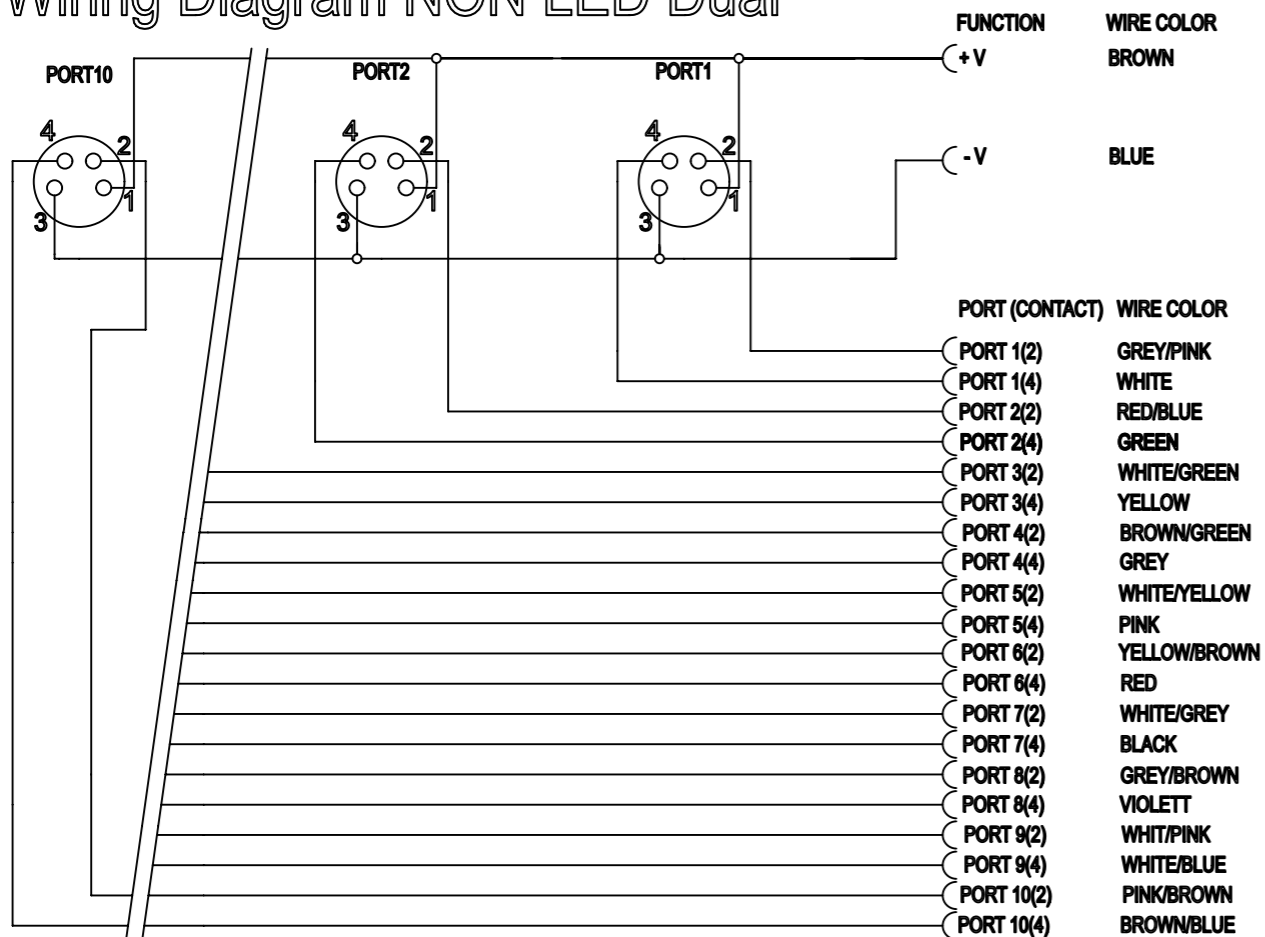 Wiring Diagram NON LED Dual
FUNCTION WIRE COLOR
+ V BROWN
- V BLUE
PORT10 PORT2 PORT1
4 2 4 2 4 2
3 1 3 1 3 1
PORT (CONTACT) WIRE COLOR
PORT 1(2) GREY/PINK
PORT 1(4) WHITE
PORT 2(2) RED/BLUE
PORT 2(4) GREEN
PORT 3(2) WHITE/GREEN
PORT 3(4) YELLOW
PORT 4(2) BROWN/GREEN
PORT 4(4) GREY
PORT 5(2) WHITE/YELLOW
PORT 5(4) PINK
PORT 6(2) YELLOW/BROWN
PORT 6(4) RED
PORT 7(2) WHITE/GREY
PORT 7(4) BLACK
PORT 8(2) GREY/BROWN
PORT 8(4) VIOLETT
PORT 9(2) WHIT/PINK
PORT 9(4) WHITE/BLUE
PORT 10(2) PINK/BROWN
PORT 10(4) BROWN/BLUE